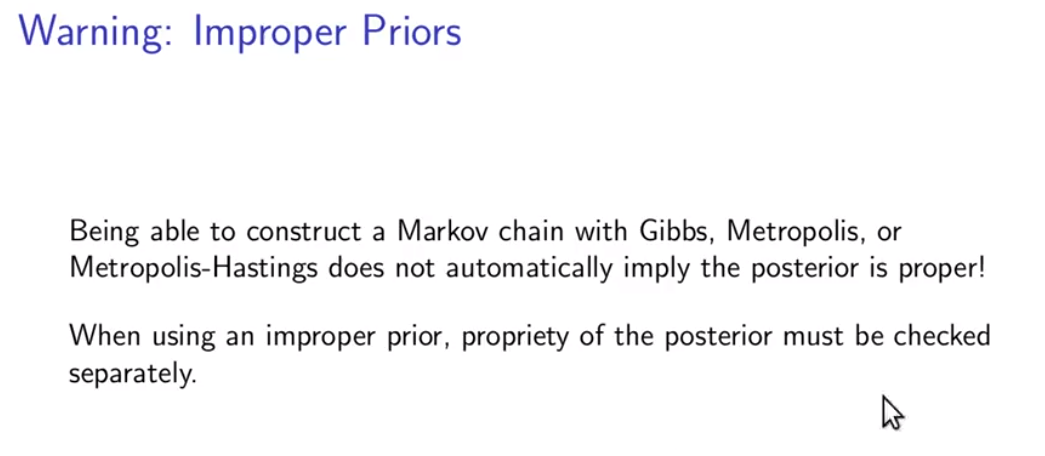 Warning: Improper Priors
Being able to construct a Markov chain with Gibbs, Metropolis, or
Metropolis-Hastings does not automatically imply the posterior is proper!
When using an improper prior, propriety of the posterior must be checked
separately.